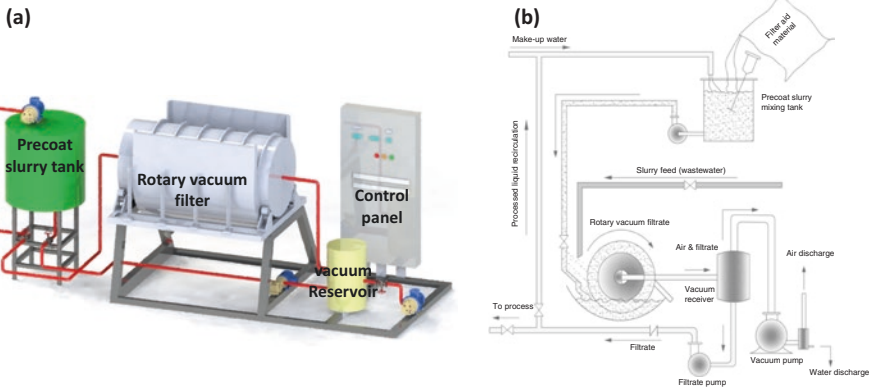 (a)
Precoat
slurry tank
Rotary vacuum
filter
Control
panel
vacuum
Reservoir
(b)
Make-up water
Filter aid
material
Precoat slurry
mixing tank
Processed liquid recirculation
Slurry feed (wastewater)
Rotary vacuum filtrate
Air & filtrate
Vacuum
receiver
Air discharge
To process
Filtrate
Filtrate pump
Vacuum pump
Water discharge